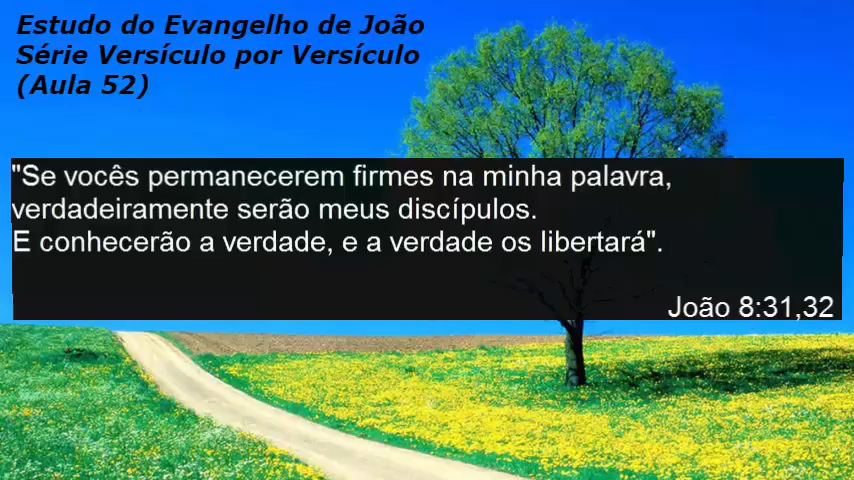 Estudo do Evangelho de João
Série Versículo por Versículo
(Aula 52)
"Se vocês permanecerem firmes na minha palavra,
verdadeiramente serão meus discípulos.
E conhecerão a verdade, e a verdade os libertará".
João 8:31,32